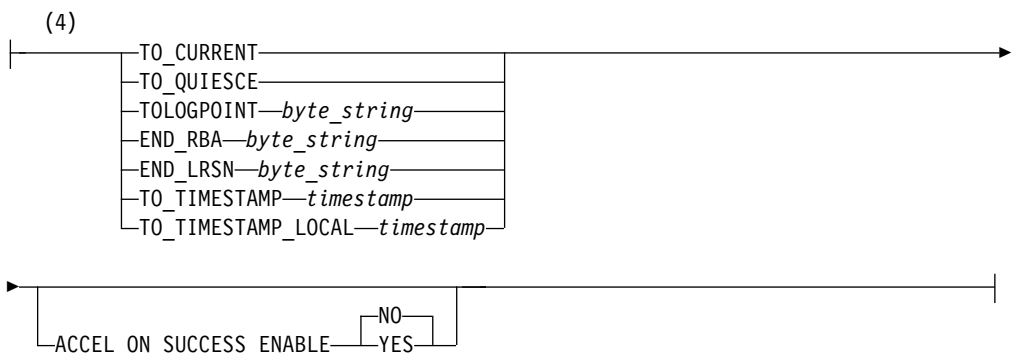 (4)
TO_CURRENT
TO_QUIESCE
TOLOGPOINT byte_string
END_RBA byte_string
END_LRSN byte_string
TO_TIMESTAMP timestamp
TO_TIMESTAMP_LOCAL timestamp
NO
ACCEL ON SUCCESS ENABLE YES